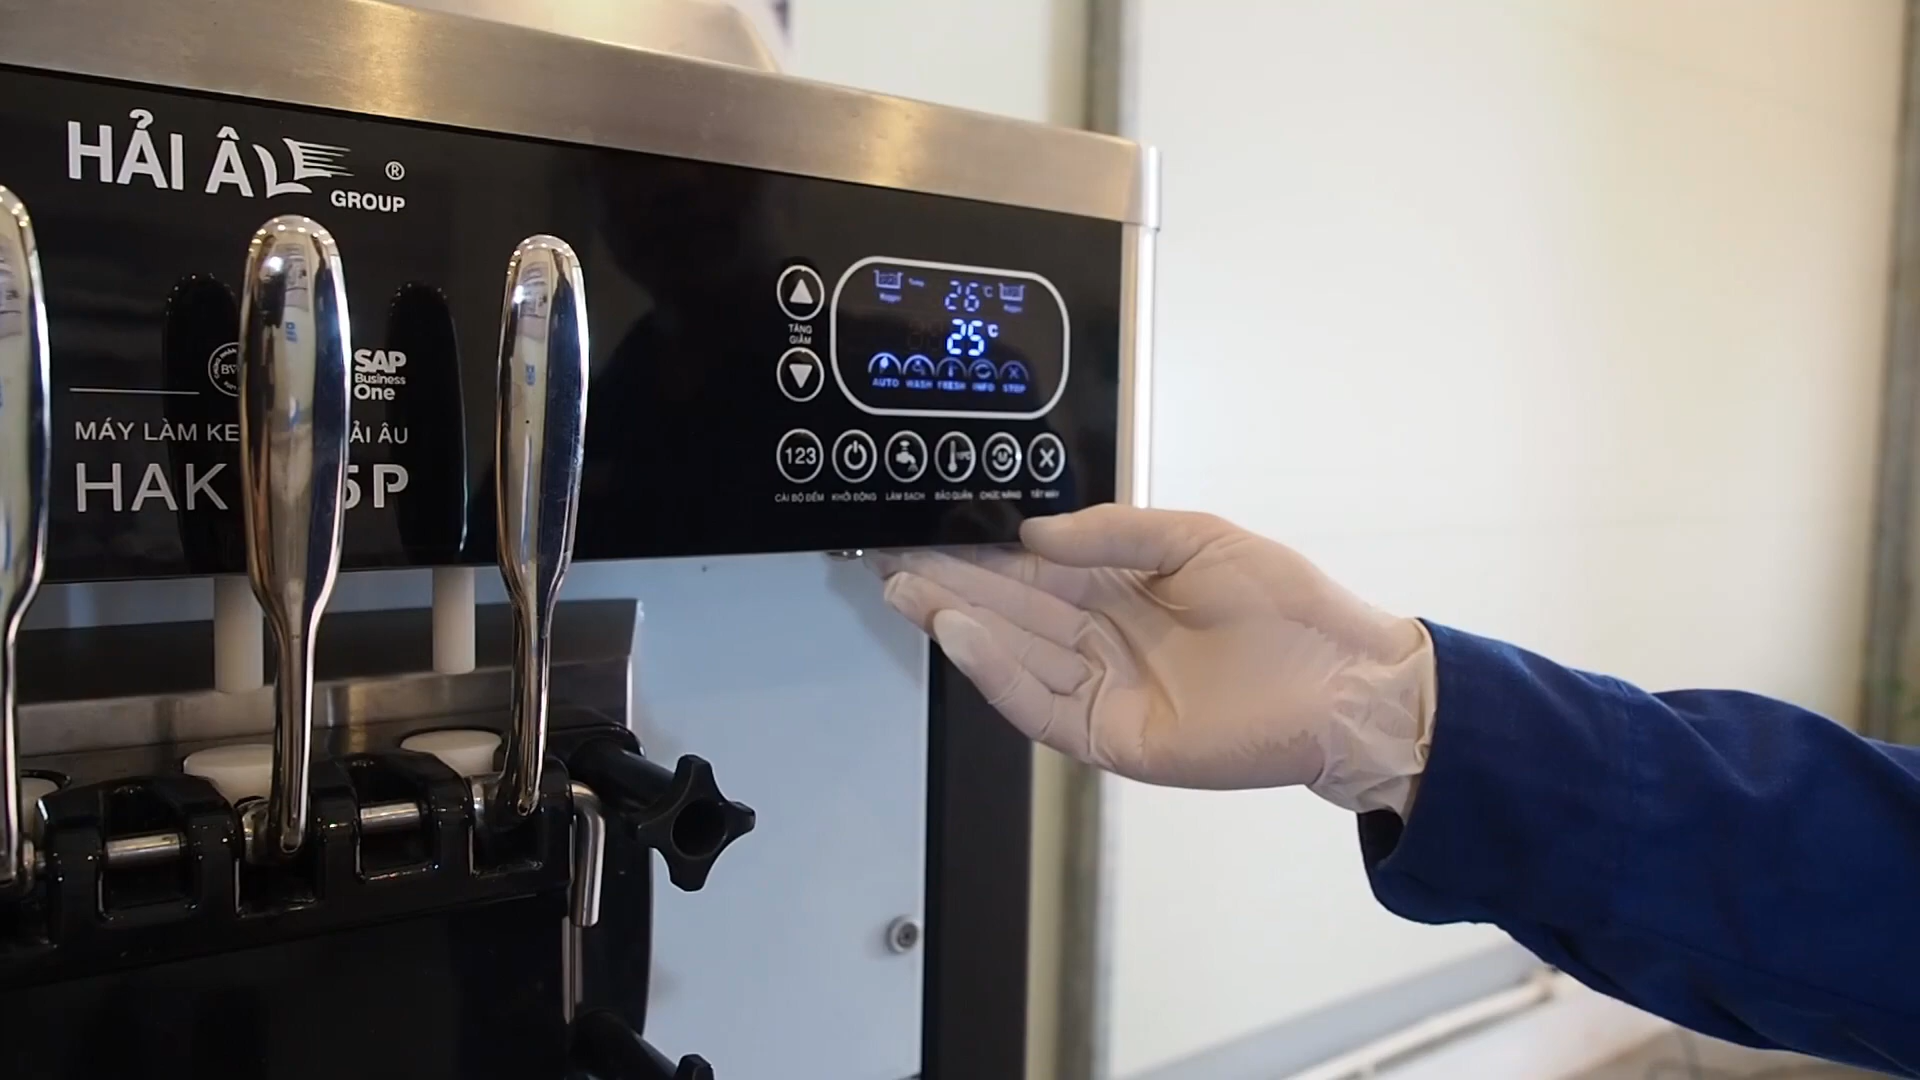 HẢI ÂU ®
GROUP
SAP
Business
One
MÁY LÀM KE ẢI ÂU
HAK 5P
TĂNG
GIẢM
Temp
26 °C
25 °C
AUTO WASH FRESH INFO STOP
123
CÀI BỘ ĐẾM KHỞI ĐỘNG LÀM SẠCH BẢO QUẢN CHỨC NĂNG TẮT MÁY